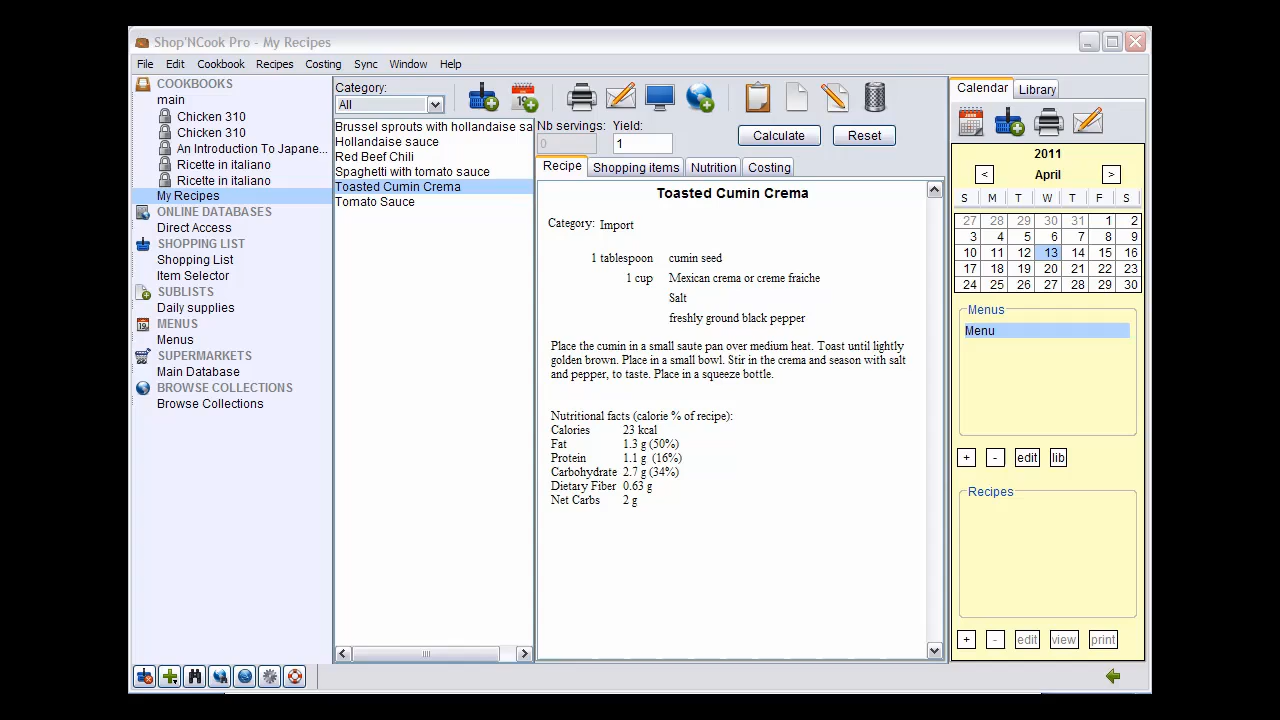 Shop'NCook Pro - My Recipes
File Edit Cookbook Recipes Costing Sync Window Help
COOKBOOKS
main
Chicken 310
Chicken 310
An Introduction To Japane...
Ricette in italiano
Ricette in italiano
My Recipes
ONLINE DATABASES
Direct Access
SHOPPING LIST
Shopping List
Item Selector
SUBLISTS
Daily supplies
MENUS
Menus
SUPERMARKETS
Main Database
BROWSE COLLECTIONS
Browse Collections
Category:
All
Brussel sprouts with hollandaise sa
Hollandaise sauce
Red Beef Chili
Spaghetti with tomato sauce
Toasted Cumin Crema
Tomato Sauce
19
Nb servings: Yield:
0 1 Calculate Reset
Recipe Shopping items Nutrition Costing
Toasted Cumin Crema
Category: Import
1 tablespoon cumin seed
1 cup Mexican crema or creme fraiche
Salt
freshly ground black pepper
Place the cumin in a small saute pan over medium heat. Toast until lightly
golden brown. Place in a small bowl. Stir in the crema and season with salt
and pepper, to taste. Place in a squeeze bottle.
Nutritional facts (calorie % of recipe):
Calories 23 kcal
Fat 1.3 g (50%)
Protein 1.1 g (16%)
Carbohydrate 2.7 g (34%)
Dietary Fiber 0.63 g
Net Carbs 2 g
Calendar Library
2011
< April >
S M T W T F S
27 28 29 30 31 1 2
3 4 5 6 7 8 9
10 11 12 13 14 15 16
17 18 19 20 21 22 23
24 25 26 27 28 29 30
Menus
Menu
+ - edit lib
Recipes
+ - edit view print